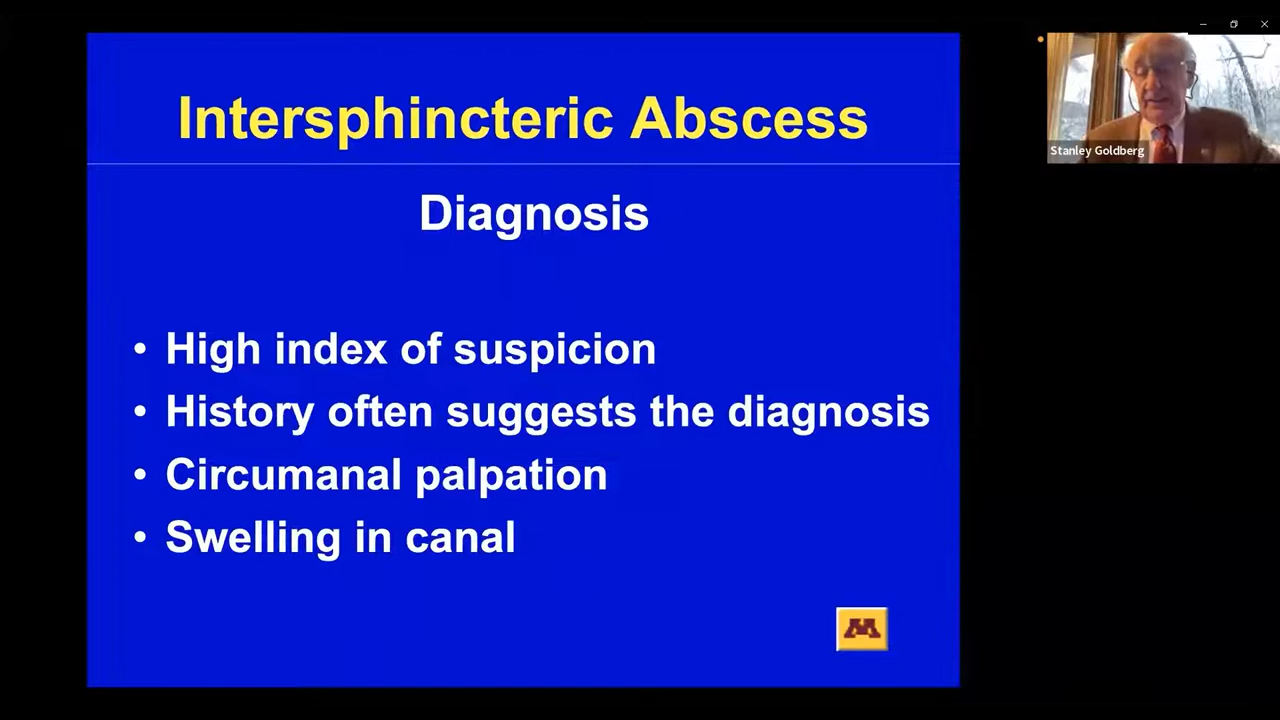 Intersphincteric Abscess
Diagnosis
• High index of suspicion
• History often suggests the diagnosis
• Circumanal palpation
• Swelling in canal
M
Stanley Goldberg